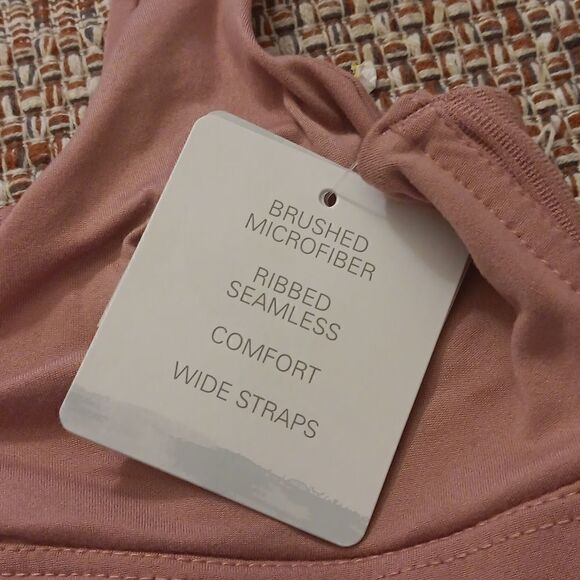 BRUSHED
MICROFIBER
RIBBED
SEAMLESS
COMFORT
WIDE STRAPS